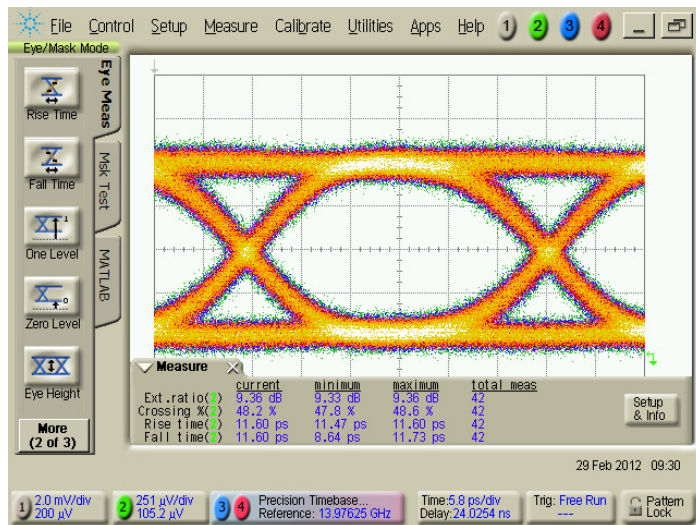 File Control Setup Measure Calibrate Utilities Apps Help 1 2 3 4
Eye/Mask Mode
Eye Meas
Msk Test
MATLAB
Rise Time
Fall Time
One Level
Zero Level
Eye Height
More
(2 of 3)
Measure
current minimum maximum total meas
Ext.ratio(2) 9.36 dB 9.33 dB 9.36 dB 42
Crossing %(2) 48.2 % 47.8 % 48.6 % 42
Rise time(2) 11.60 ps 11.47 ps 11.60 ps 42
Fall time(2) 11.60 ps 8.64 ps 11.73 ps 42
Setup
& Info
29 Feb 2012 09:30
1 2.0 mV/div
200 µV
2 251 µV/div
105.2 µV
3 4 Precision Timebase...
Reference: 13.97625 GHz
Time:5.8 ps/div
Delay:24.0254 ns
Trig: Free Run
---
Pattern
Lock